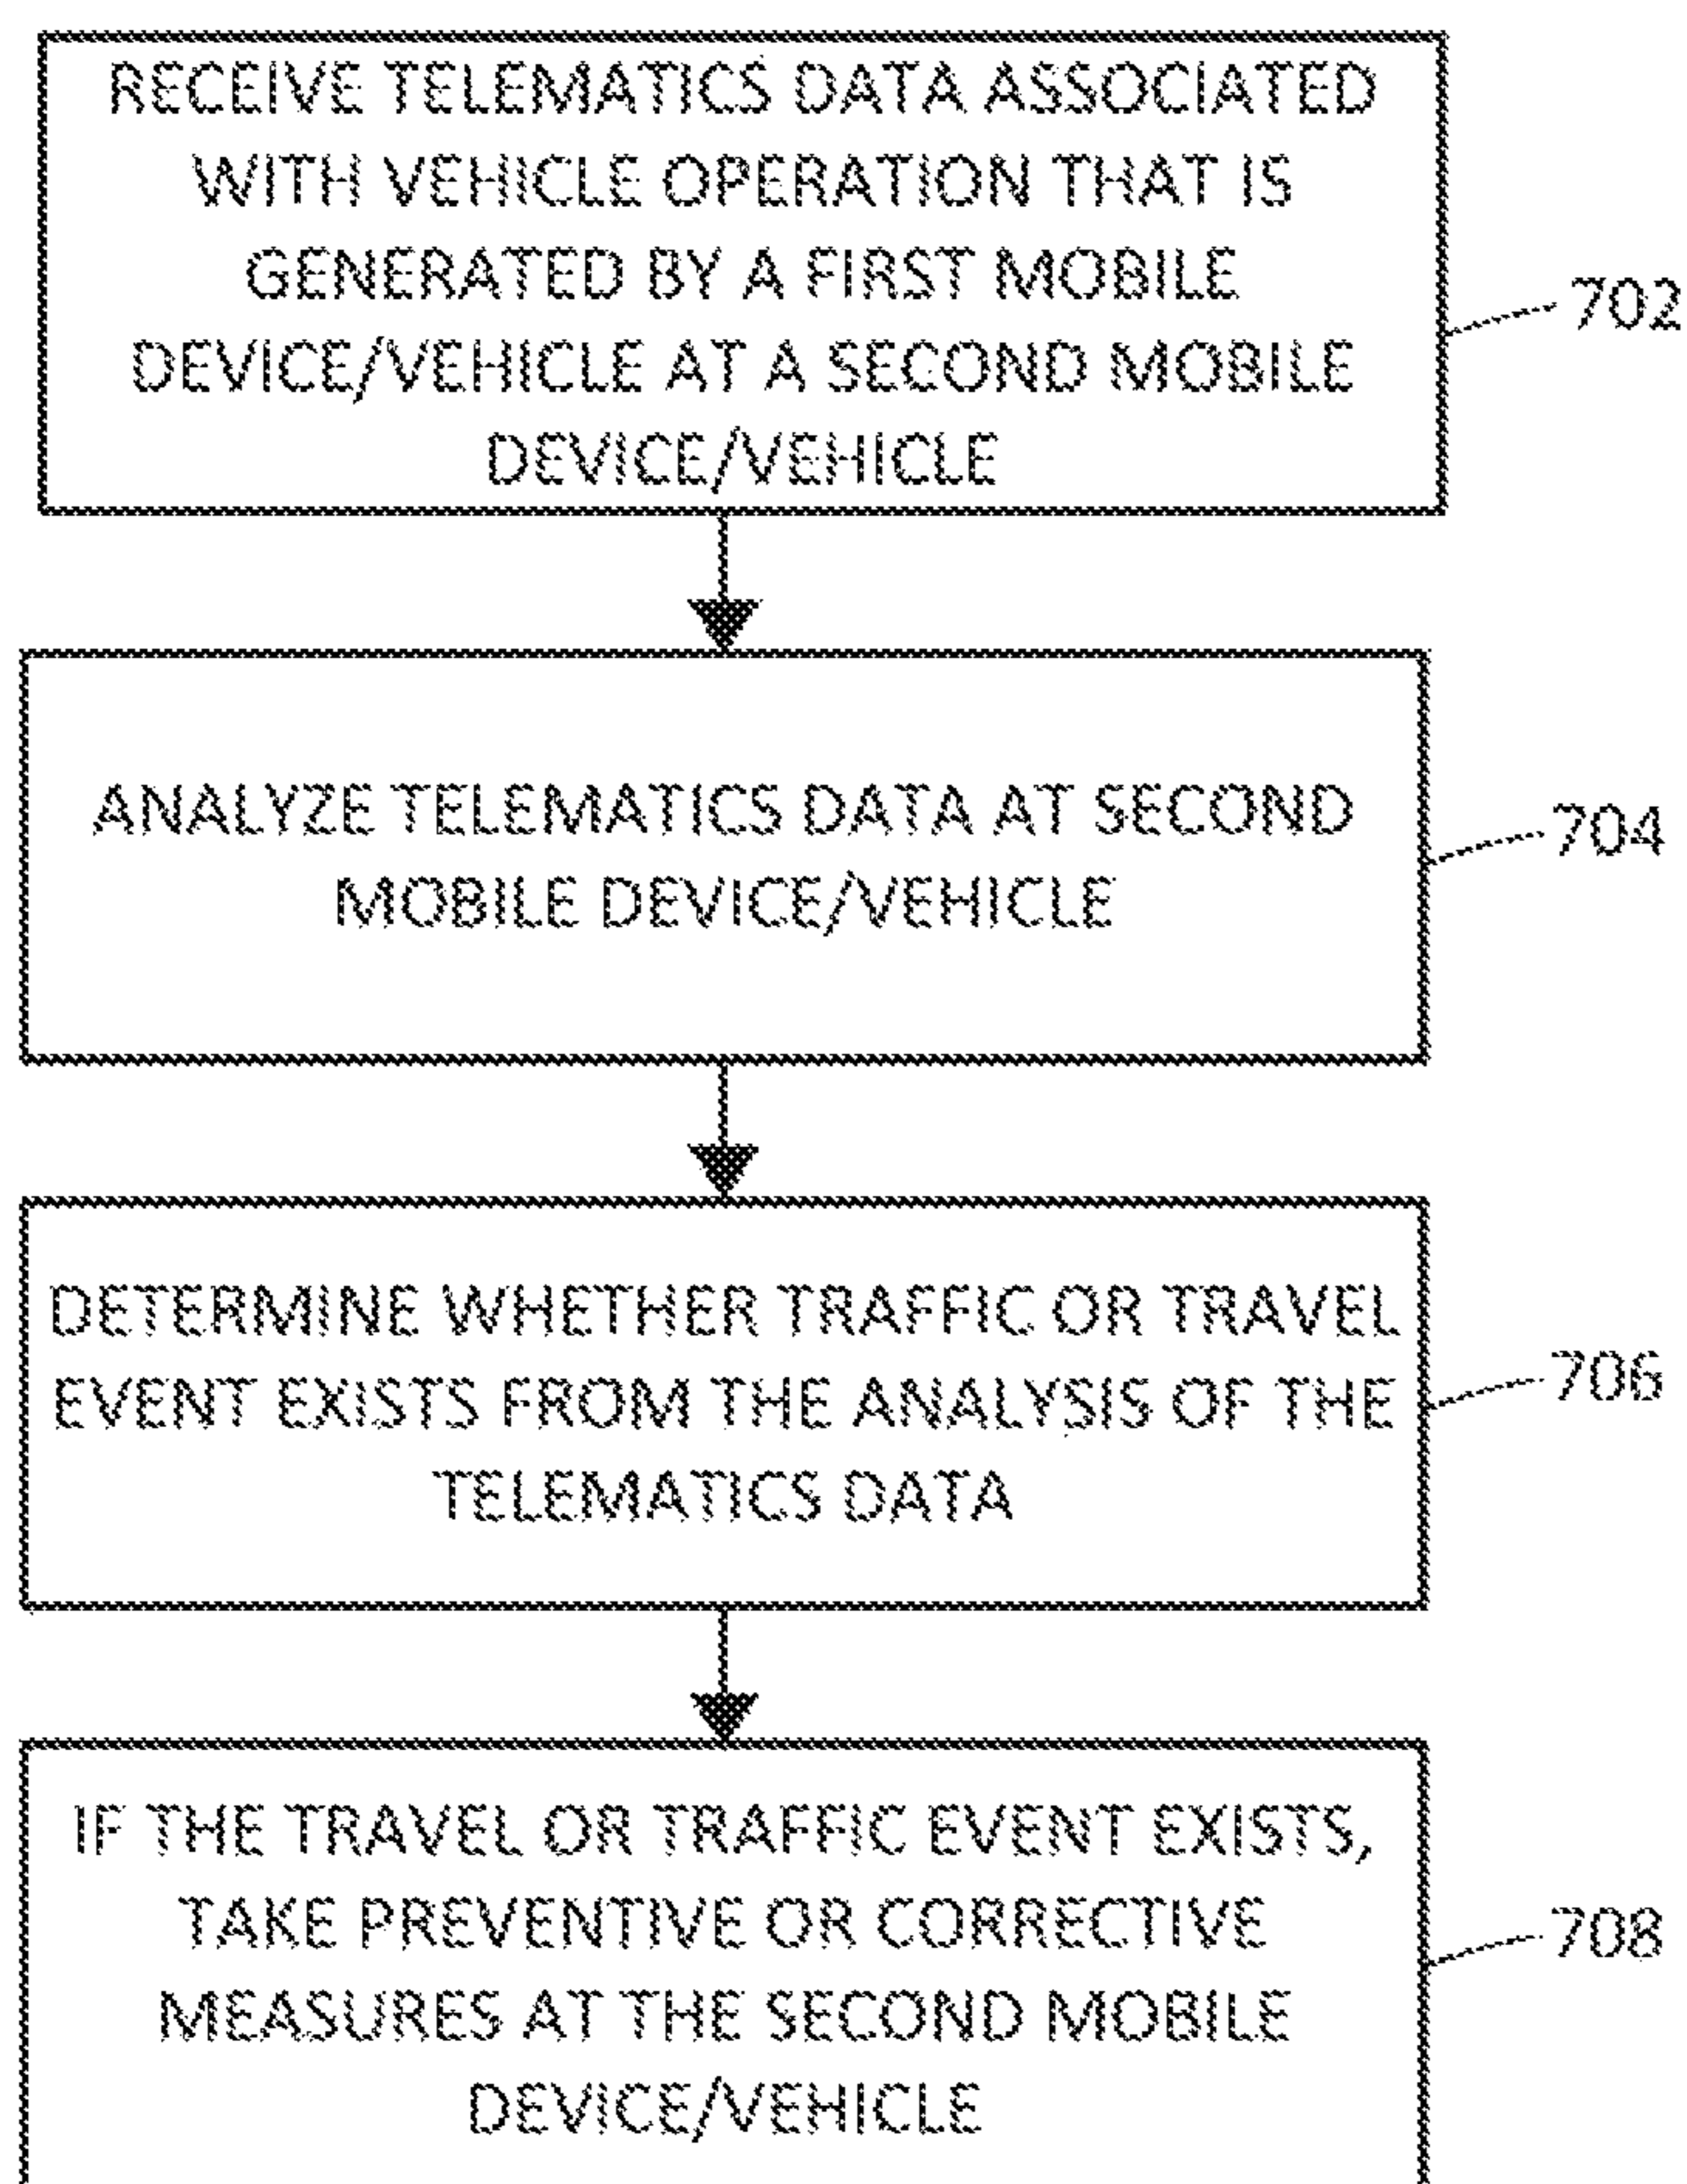 RECEIVE TELEMATICS DATA ASSOCIATED
WITH VEHICLE OPERATION THAT IS
GENERATED BY A FIRST MOBILE
DEVICE/VEHICLE AT A SECOND MOBILE
DEVICE/VEHICLE
702
ANALYZE TELEMATICS DATA AT SECOND
MOBILE DEVICE/VEHICLE
704
DETERMINE WHETHER TRAFFIC OR TRAVEL
EVENT EXISTS FROM THE ANALYSIS OF THE
TELEMATICS DATA
706
IF THE TRAVEL OR TRAFFIC EVENT EXISTS,
TAKE PREVENTIVE OR CORRECTIVE
MEASURES AT THE SECOND MOBILE
DEVICE/VEHICLE
708